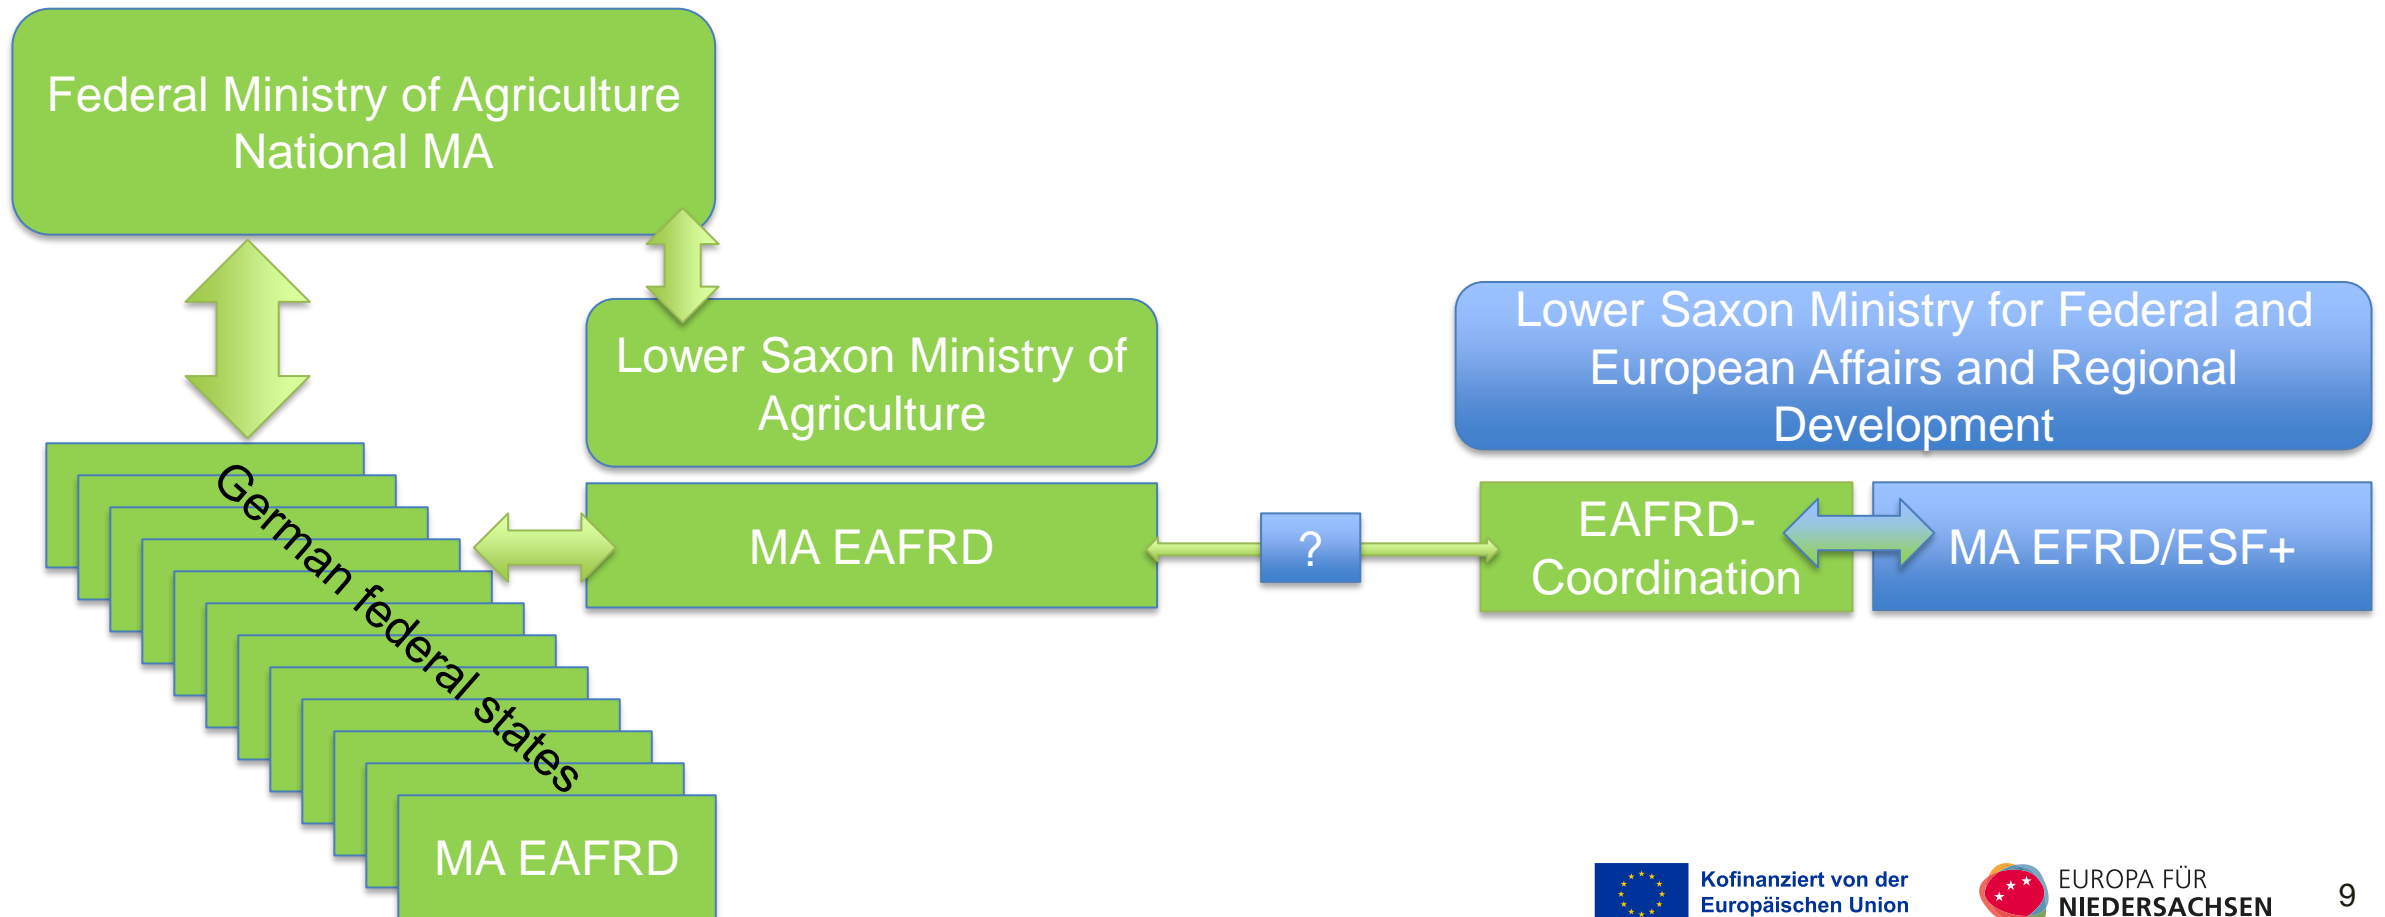 Federal Ministry of Agriculture
National MA
Lower Saxon Ministry of
Agriculture
Lower Saxon Ministry for Federal and
European Affairs and Regional
Development
German federal states
MA EAFRD
?
EAFRD-
Coordination
MA EFRD/ESF+
MA EAFRD
Kofinanziert von der
Europäischen Union
EUROPA FÜR
NIEDERSACHSEN
9